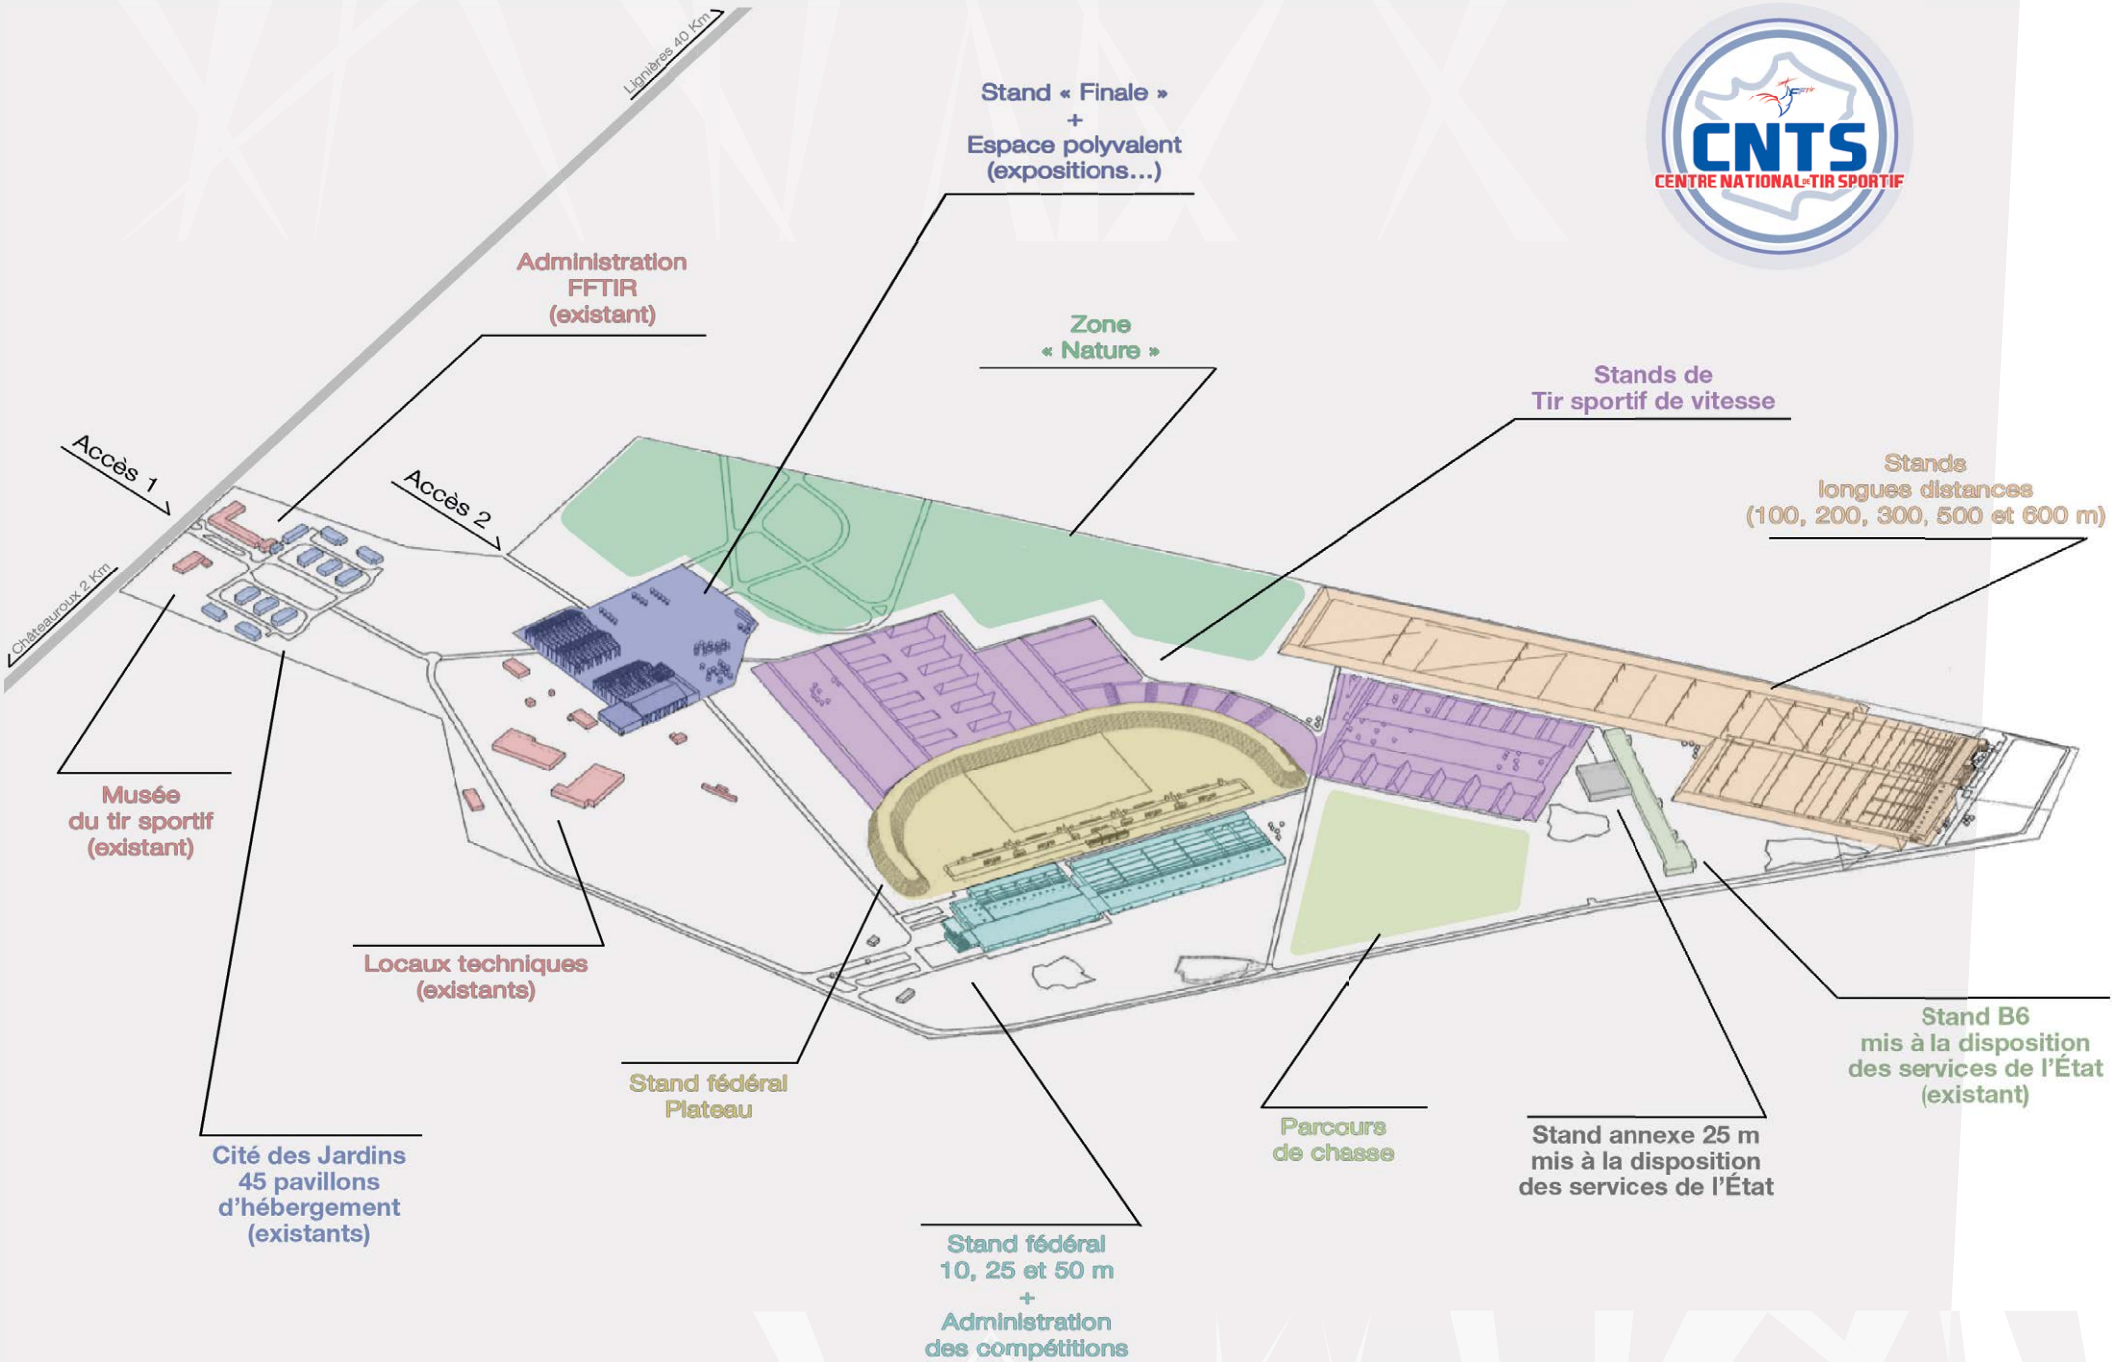 Lignières 40 Km
Stand « Finale »
+
Espace polyvalent
(expositions...)
CNTS
CENTRE NATIONAL DE TIR SPORTIF
Administration
FFTIR
(existant)
Zone
« Nature »
Stands de
Tir sportif de vitesse
Stands
longues distances
(100, 200, 300, 500 et 600 m)
Accès 1
Accès 2
Châteauroux 2 Km
Musée
du tir sportif
(existant)
Locaux techniques
(existants)
Stand fédéral
Plateau
Cité des Jardins
45 pavillons
d'hébergement
(existants)
Stand fédéral
10, 25 et 50 m
+
Administration
des compétitions
Parcours
de chasse
Stand annexe 25 m
mis à la disposition
des services de l'État
Stand B6
mis à la disposition
des services de l'État
(existant)